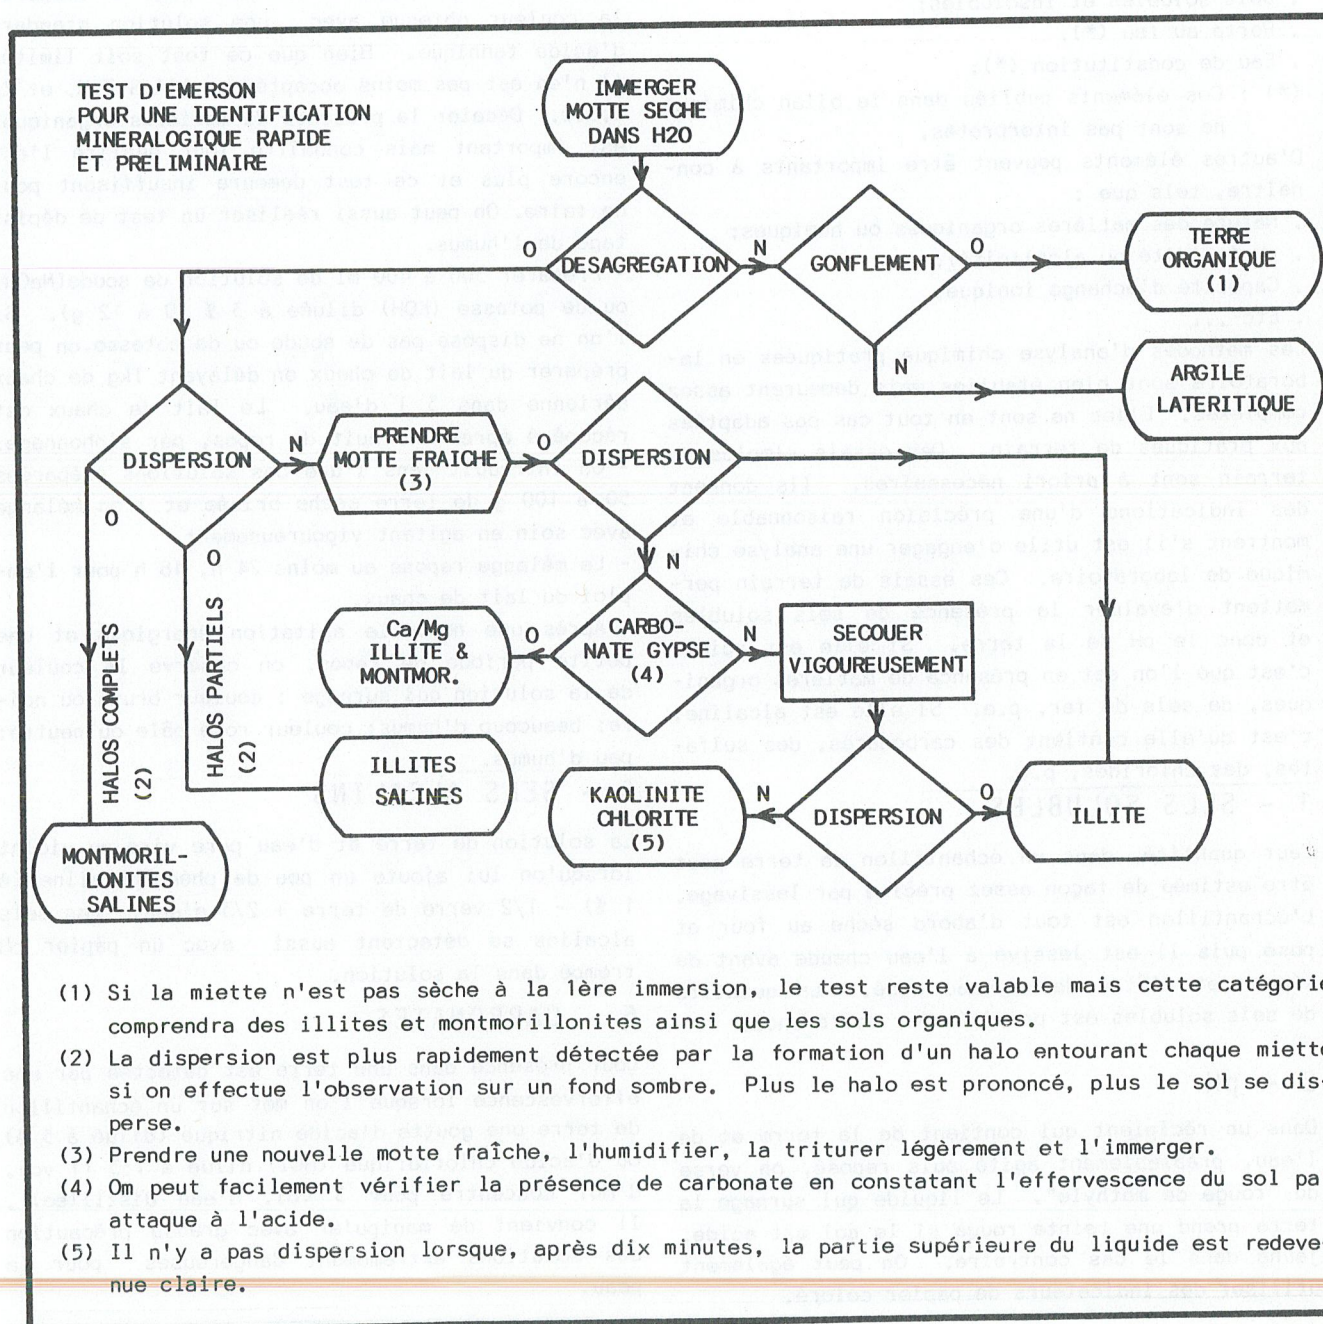 TEST D'EMERSON
POUR UNE IDENTIFICATION
MINERALOGIQUE RAPIDE
ET PRELIMINAIRE
IMMERGER
MOTTE SECHE
DANS H2O
O
DESAGREGATION
N
GONFLEMENT
O
TERRE
ORGANIQUE
(1)
N
ARGILE
LATERITIQUE
DISPERSION
N
PRENDRE
MOTTE FRAICHE
(3)
O
DISPERSION
O
O
N
HALOS COMPLETS
(2)
HALOS PARTIELS
(2)
Ca/Mg
ILLITE &
MONTMOR.
O
CARBO-
NATE GYPSE
(4)
N
SECOUER
VIGOUREUSEMENT
ILLITES
SALINES
KAOLINITE
CHLORITE
(5)
N
DISPERSION
O
ILLITE
MONTMORIL-
LONITES
SALINES
(1) Si la miette n'est pas sèche à la 1ère immersion, le test reste valable mais cette catégorie
comprendra des illites et montmorillonites ainsi que les sols organiques.
(2) La dispersion est plus rapidement détectée par la formation d'un halo entourant chaque miette
si on effectue l'observation sur un fond sombre. Plus le halo est prononcé, plus le sol se dis-
perse.
(3) Prendre une nouvelle motte fraîche, l'humidifier, la triturer légèrement et l'immerger.
(4) Om peut facilement vérifier la présence de carbonate en constatant l'effervescence du sol pa
attaque à l'acide.
(5) Il n'y a pas dispersion lorsque, après dix minutes, la partie supérieure du liquide est redeve-
nue claire.